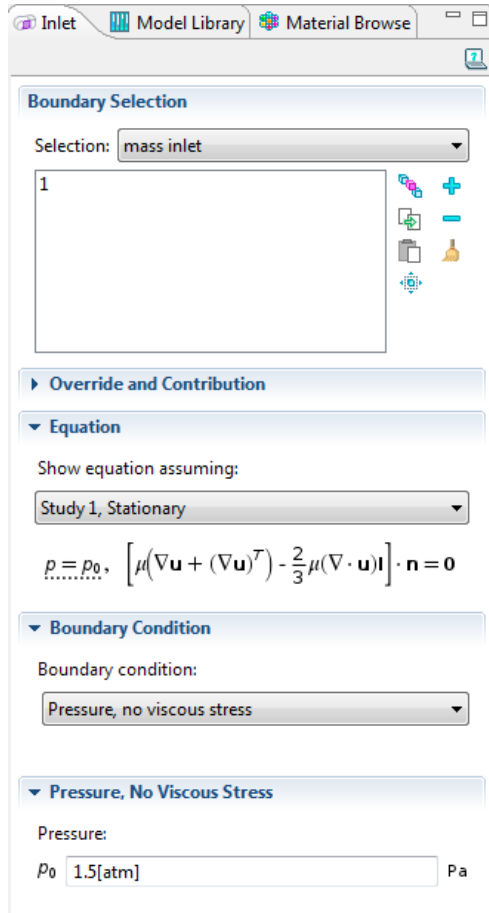 Inlet Model Library Material Browse
Boundary Selection
Selection: mass inlet
1
Override and Contribution
Equation
Show equation assuming:
Study 1, Stationary
p = p₀, [μ(∇u + (∇u)ᵀ) - 2/3 μ(∇ · u)I] · n = 0
Boundary Condition
Boundary condition:
Pressure, no viscous stress
Pressure, No Viscous Stress
Pressure:
p₀ 1.5[atm] Pa